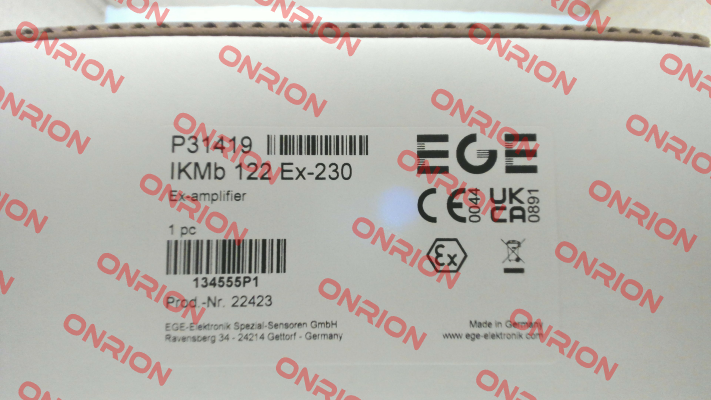 P31419
EGE
IKMb 122 Ex-230
Ex-amplifier
CE 0044 UK CA 0891
1 pc
Ex
134555P1
Prod.-Nr. 22423
EGE-Elektronik Spezial-Sensoren GmbH
Ravensberg 34 - 24214 Gettorf - Germany
Made in Germany
www.ege-elektronik.com
ONRION